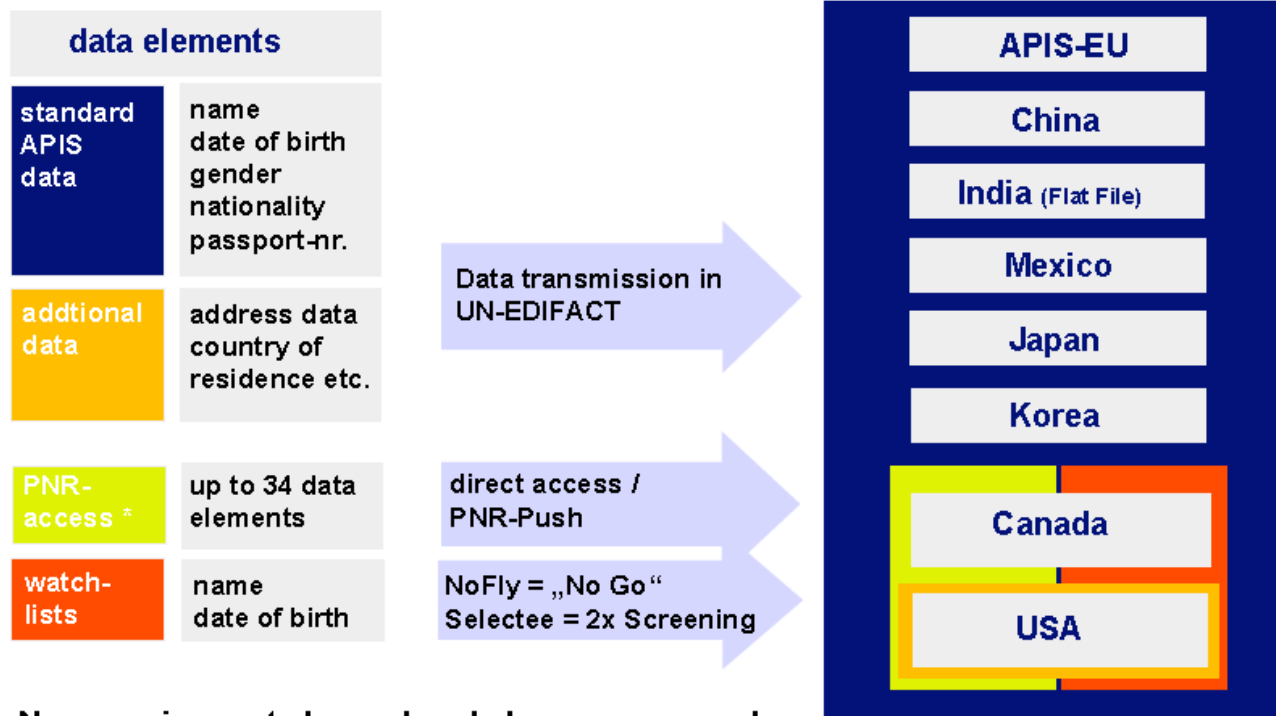 data elements
standard
APIS
data
name
date of birth
gender
nationality
passport-nr.
addtional
data
address data
country of
residence etc.
PNR-
access *
up to 34 data
elements
watch-
lists
name
date of birth
Data transmission in
UN-EDIFACT
direct access /
PNR-Push
NoFly = „No Go“
Selectee = 2x Screening
APIS-EU
China
India (Flat File)
Mexico
Japan
Korea
Canada
USA